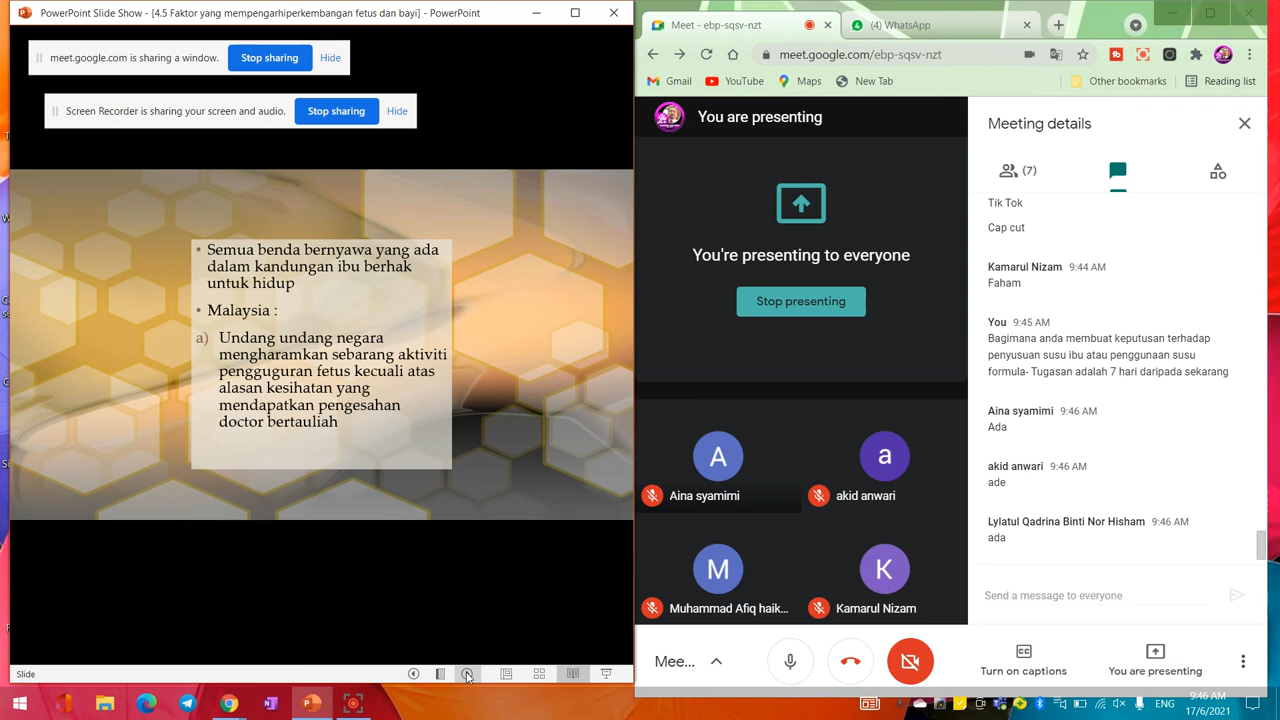 PowerPoint Slide Show - [4.5 Faktor yang mempengarhiperkembangan fetus dan bayi] - PowerPoint
meet.google.com is sharing a window.
Stop sharing
Hide
Screen Recorder is sharing your screen and audio.
Stop sharing
Hide
• Semua benda bernyawa yang ada
dalam kandungan ibu berhak
untuk hidup
• Malaysia :
a) Undang undang negara
mengharamkan sebarang aktiviti
pengguguran fetus kecuali atas
alasan kesihatan yang
mendapatkan pengesahan
doctor bertauliah
Slide
Meet - ebp-sqsv-nzt
(4) WhatsApp
meet.google.com/ebp-sqsv-nzt
Gmail
YouTube
Maps
New Tab
Other bookmarks
Reading list
You are presenting
You're presenting to everyone
Stop presenting
A
Aina syamimi
a
akid anwari
M
Muhammad Afiq haik...
K
Kamarul Nizam
Meeting details
(7)
Tik Tok
Cap cut
Kamarul Nizam 9:44 AM
Faham
You 9:45 AM
Bagimana anda membuat keputusan terhadap
penyusuan susu ibu atau penggunaan susu
formula- Tugasan adalah 7 hari daripada sekarang
Aina syamimi 9:46 AM
Ada
akid anwari 9:46 AM
ade
Lylatul Qadrina Binti Nor Hisham 9:46 AM
ada
Send a message to everyone
Mee...
Turn on captions
You are presenting
ENG
9:46 AM
17/6/2021